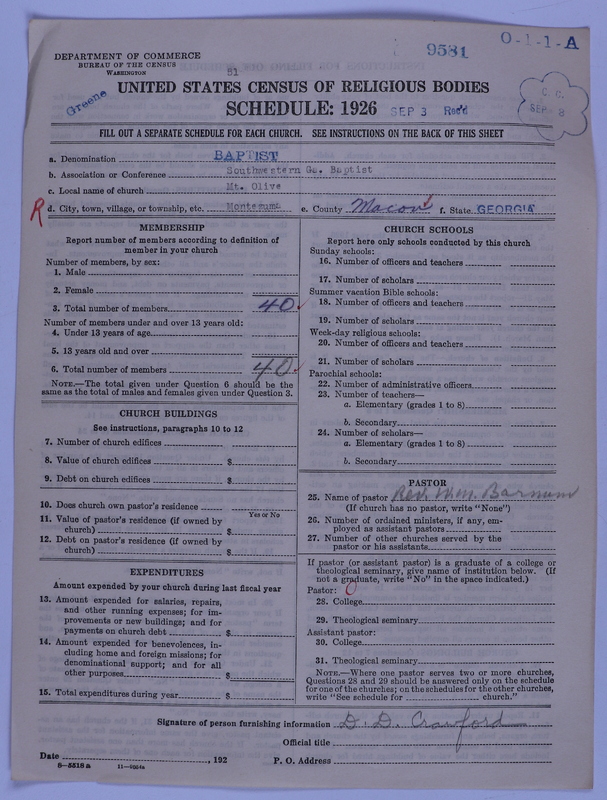 9581
O-1-1-A
DEPARTMENT OF COMMERCE
BUREAU OF THE CENSUS
WASHINGTON
51
Greene
UNITED STATES CENSUS OF RELIGIOUS BODIES
SCHEDULE: 1926
SEP 3 Rec'd
C. C.
SEP 8
FILL OUT A SEPARATE SCHEDULE FOR EACH CHURCH. SEE INSTRUCTIONS ON THE BACK OF THIS SHEET
a. Denomination BAPTIST
b. Association or Conference Southwestern Ga. Baptist
c. Local name of church Mt. Olive
R d. City, town, village, or township, etc. Montezuma e. County Macon f. State GEORGIA
MEMBERSHIP
Report number of members according to definition of
member in your church
Number of members, by sex:
1. Male
2. Female
3. Total number of members 40
Number of members under and over 13 years old:
4. Under 13 years of age
5. 13 years old and over
6. Total number of members 40
NOTE.—The total given under Question 6 should be the
same as the total of males and females given under Question 3.
CHURCH BUILDINGS
See instructions, paragraphs 10 to 12
7. Number of church edifices
8. Value of church edifices $
9. Debt on church edifices $
10. Does church own pastor's residence
Yes or No
11. Value of pastor's residence (if owned by
church) $
12. Debt on pastor's residence (if owned by
church) $
EXPENDITURES
Amount expended by your church during last fiscal year
13. Amount expended for salaries, repairs,
and other running expenses; for im-
provements or new buildings; and for
payments on church debt $
14. Amount expended for benevolences, in-
cluding home and foreign missions; for
denominational support; and for all
other purposes $
15. Total expenditures during year $
CHURCH SCHOOLS
Report here only schools conducted by this church
Sunday schools:
16. Number of officers and teachers
17. Number of scholars
Summer vacation Bible schools:
18. Number of officers and teachers
19. Number of scholars
Week-day religious schools:
20. Number of officers and teachers
21. Number of scholars
Parochial schools:
22. Number of administrative officers
23. Number of teachers—
a. Elementary (grades 1 to 8)
b. Secondary
24. Number of scholars—
a. Elementary (grades 1 to 8)
b. Secondary
PASTOR
25. Name of pastor Rev. Wm. Barnum
(If church has no pastor, write "None")
26. Number of ordained ministers, if any, em-
ployed as assistant pastors
27. Number of other churches served by the
pastor or his assistants
If pastor (or assistant pastor) is a graduate of a college or
theological seminary, give name of institution below. (If
not a graduate, write "No" in the space indicated.)
Pastor:
28. College
29. Theological seminary
Assistant pastor:
30. College
31. Theological seminary
NOTE.—Where one pastor serves two or more churches,
Questions 28 and 29 should be answered only on the schedule
for one of the churches; on the schedules for the other churches,
write "See schedule for church."
Signature of person furnishing information D. D. Crawford
Official title
Date , 192 P. O. Address
8-5518a